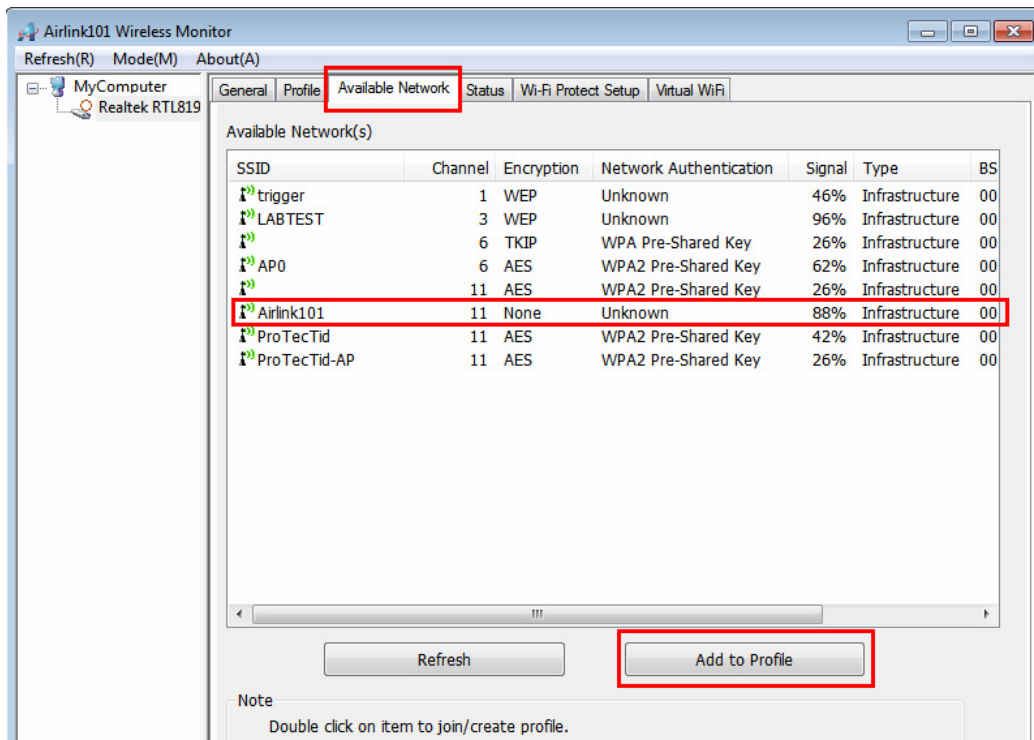 Airlink101 Wireless Monitor
Refresh(R) Mode(M) About(A)
MyComputer
Realtek RTL819
General Profile Available Network Status Wi-Fi Protect Setup Virtual WiFi
Available Network(s)
SSID Channel Encryption Network Authentication Signal Type BS
trigger 1 WEP Unknown 46% Infrastructure 00
LABTEST 3 WEP Unknown 96% Infrastructure 00
6 TKIP WPA Pre-Shared Key 26% Infrastructure 00
AP0 6 AES WPA2 Pre-Shared Key 62% Infrastructure 00
11 AES WPA2 Pre-Shared Key 26% Infrastructure 00
Airlink101 11 None Unknown 88% Infrastructure 00
ProTecTid 11 AES WPA2 Pre-Shared Key 42% Infrastructure 00
ProTecTid-AP 11 AES WPA2 Pre-Shared Key 26% Infrastructure 00
Refresh Add to Profile
Note
Double click on item to join/create profile.